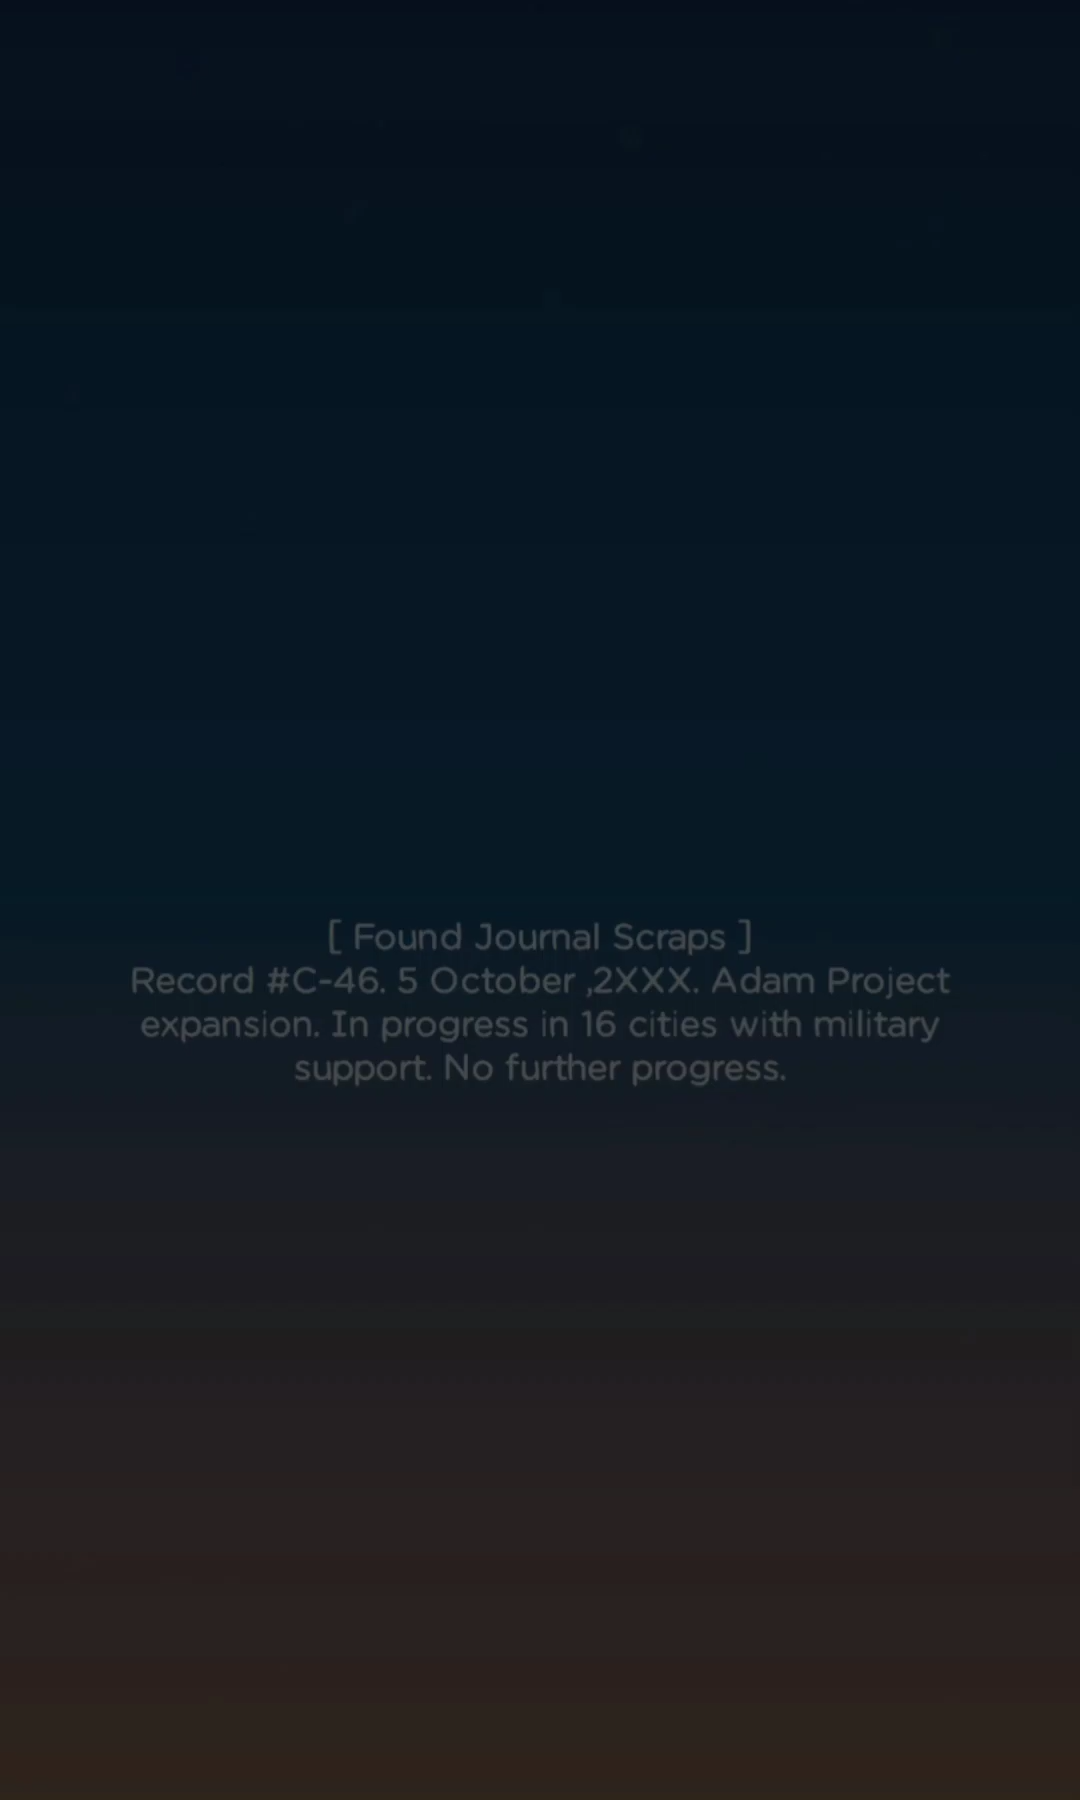 [ Found Journal Scraps ]
Record #C-46. 5 October ,2XXX. Adam Project
expansion. In progress in 16 cities with military
support. No further progress.